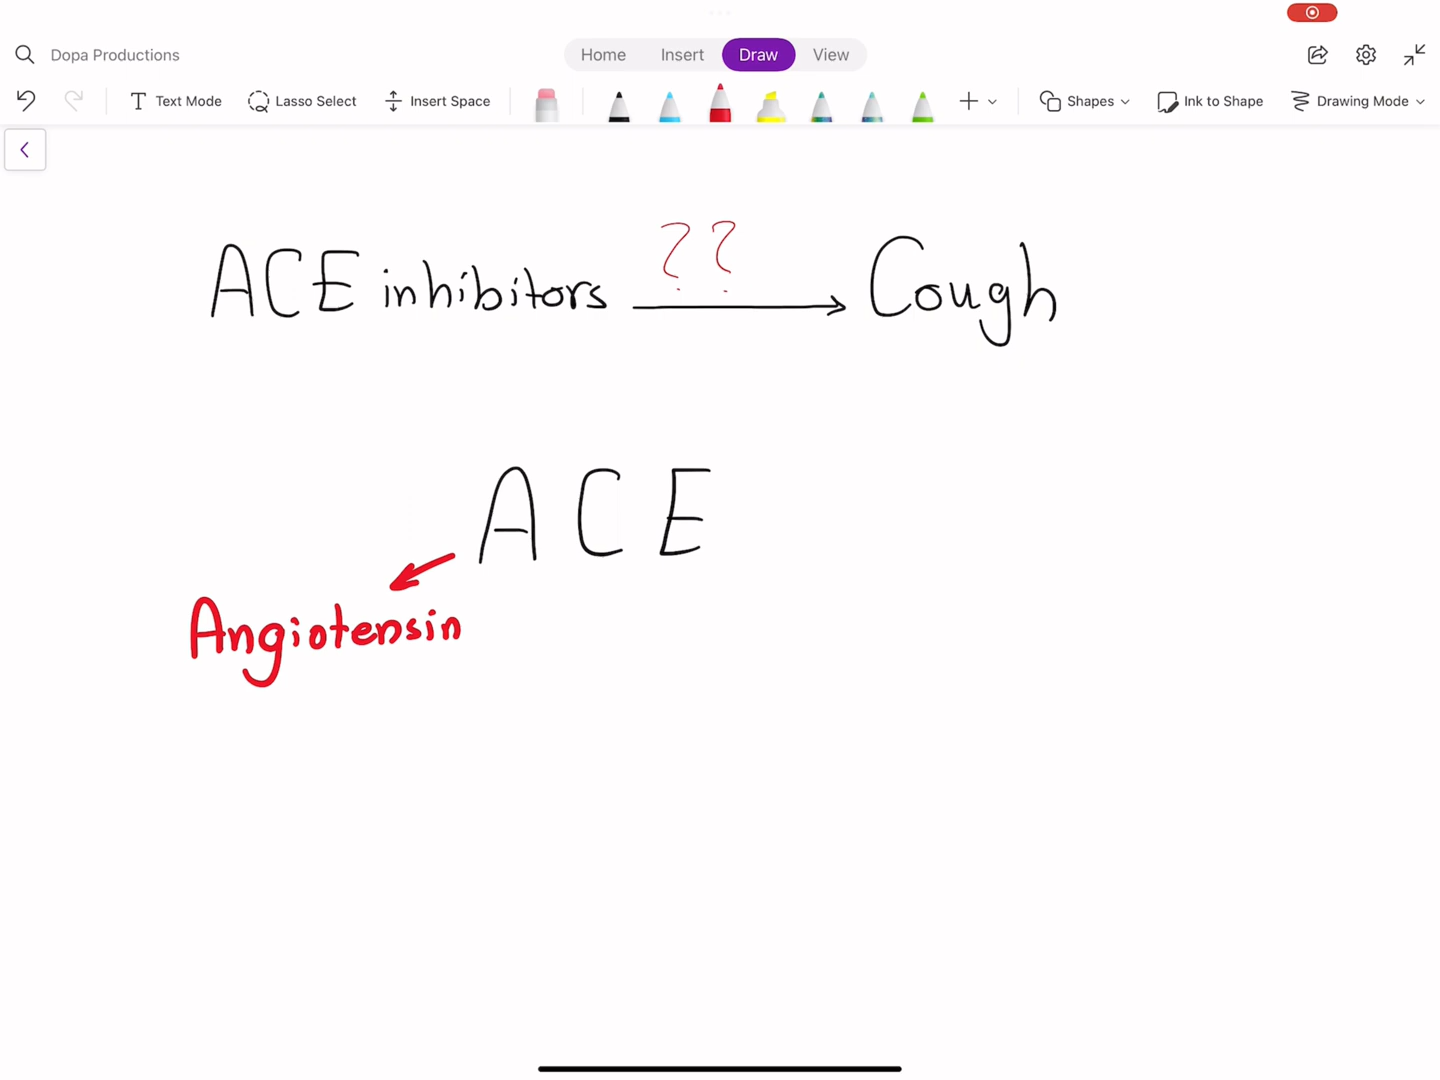 Dopa Productions
Home Insert Draw View
Text Mode Lasso Select Insert Space Shapes Ink to Shape Drawing Mode
??
ACE inhibitors Cough
ACE
Angiotensin